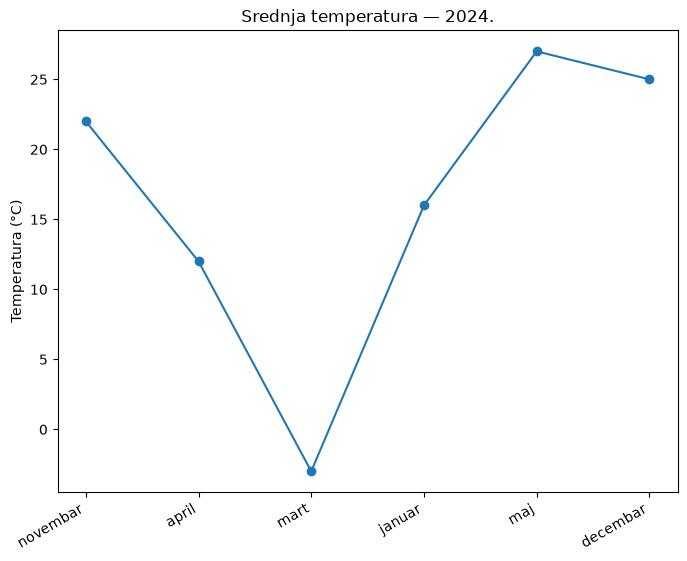 Srednja temperatura — 2024.
Temperatura (°C)
25
20
15
10
5
0
novembar
april
mart
januar
maj
decembar